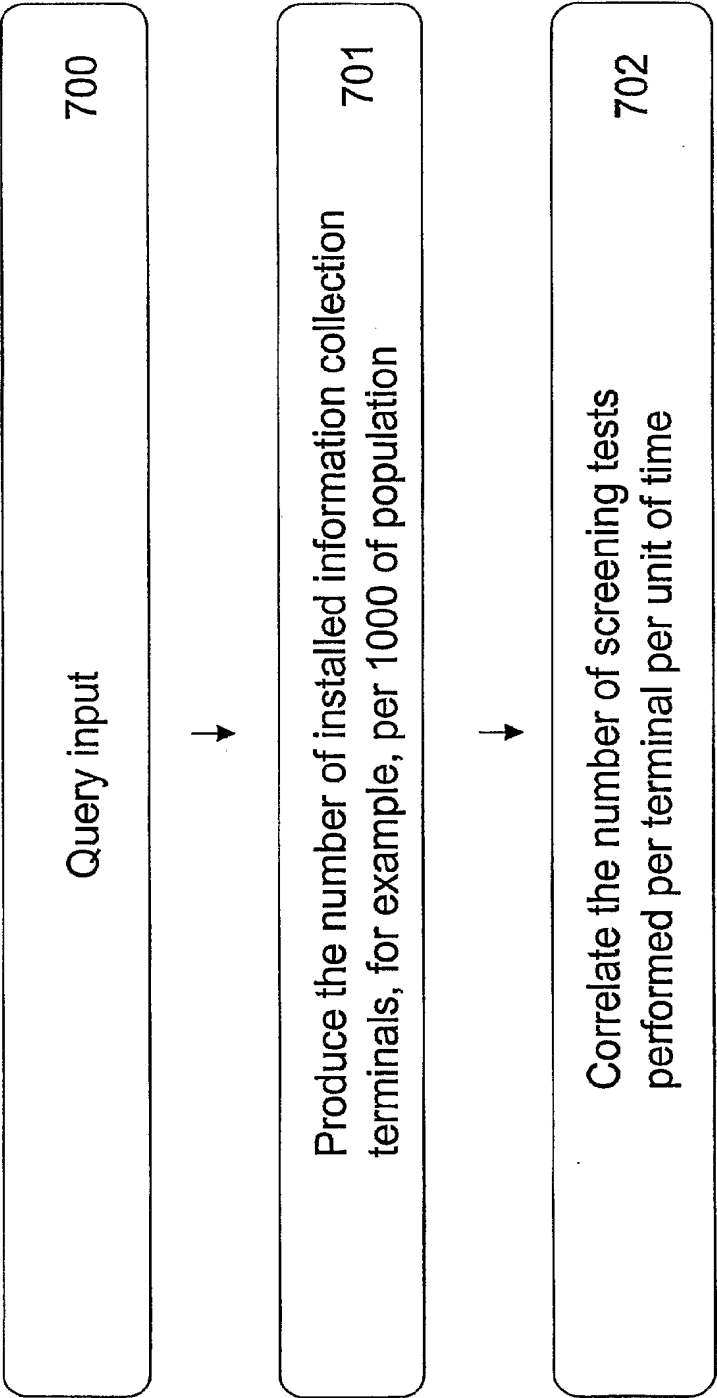 Query input
700
Produce the number of installed information collection
terminals, for example, per 1000 of population
701
Correlate the number of screening tests
performed per terminal per unit of time
702